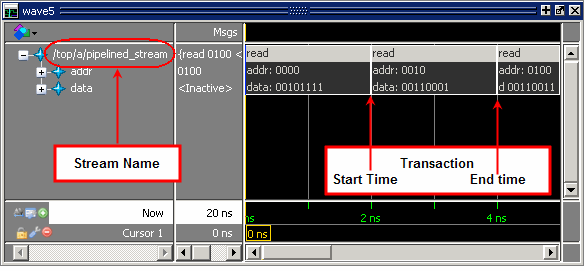 wave5
Msgs
/top/a/pipelined_stream
{read 0100 <
read
read
read
addr
0100
addr: 0000
addr: 0010
addr: 0100
data
<Inactive>
data: 00101111
data: 00110001
d 00110011
Stream Name
Transaction
Start Time
End time
Now
20 ns
ns
2 ns
4 ns
Cursor 1
0 ns
0 ns